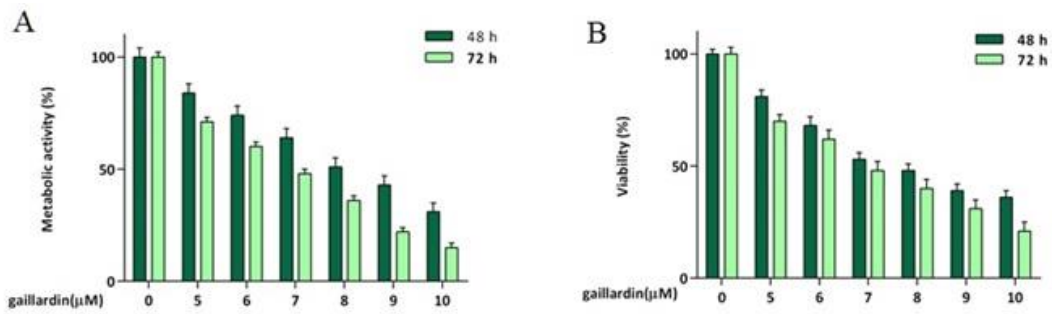 A
48 h
72 h
Metabolic activity (%)
100
50
0
gaillardin(μM) 0 5 6 7 8 9 10
B
48 h
72 h
Viability (%)
100
50
0
gaillardin(μM) 0 5 6 7 8 9 10